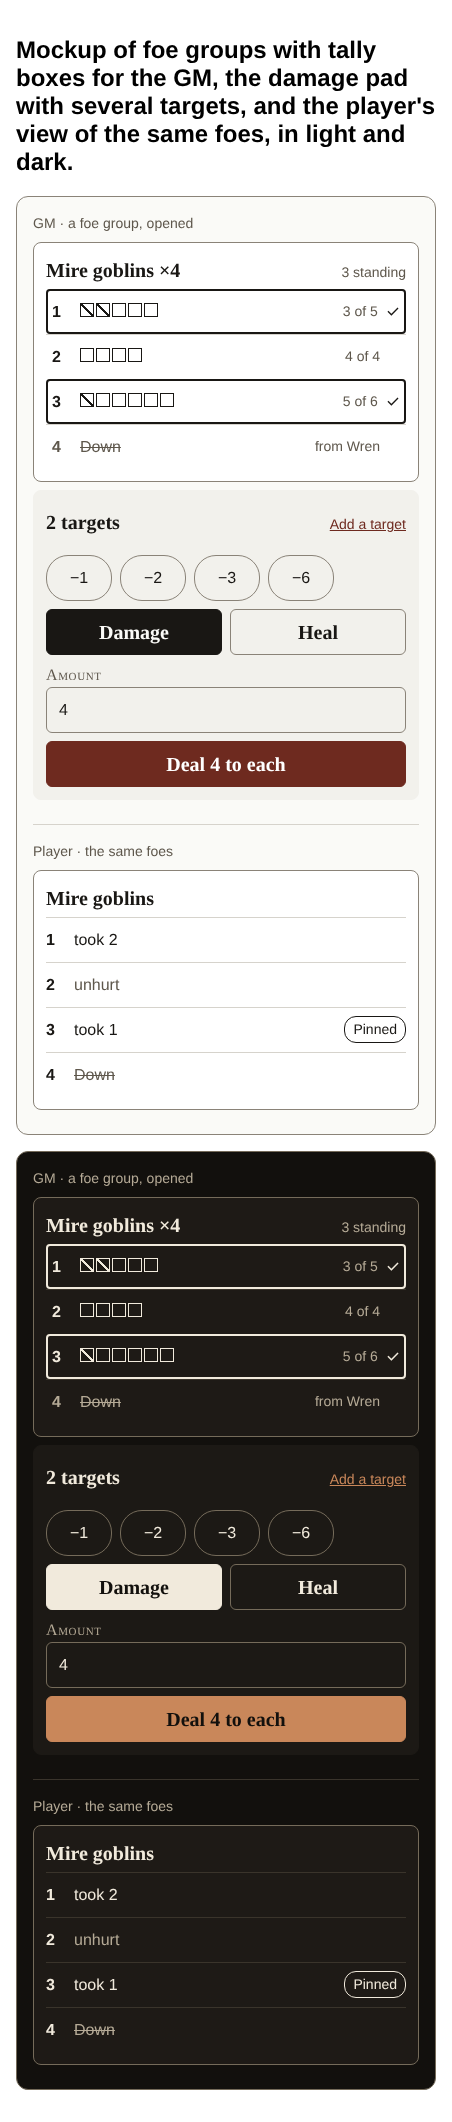 Mockup of foe groups with tally
boxes for the GM, the damage pad
with several targets, and the player's
view of the same foes, in light and
dark.
GM · a foe group, opened
Mire goblins ×4 3 standing
1 3 of 5 ✓
2 4 of 4
3 5 of 6 ✓
4 Down from Wren
2 targets Add a target
−1 −2 −3 −6
Damage Heal
Amount
4
Deal 4 to each
Player · the same foes
Mire goblins
1 took 2
2 unhurt
3 took 1 Pinned
4 Down
GM · a foe group, opened
Mire goblins ×4 3 standing
1 3 of 5 ✓
2 4 of 4
3 5 of 6 ✓
4 Down from Wren
2 targets Add a target
−1 −2 −3 −6
Damage Heal
Amount
4
Deal 4 to each
Player · the same foes
Mire goblins
1 took 2
2 unhurt
3 took 1 Pinned
4 Down